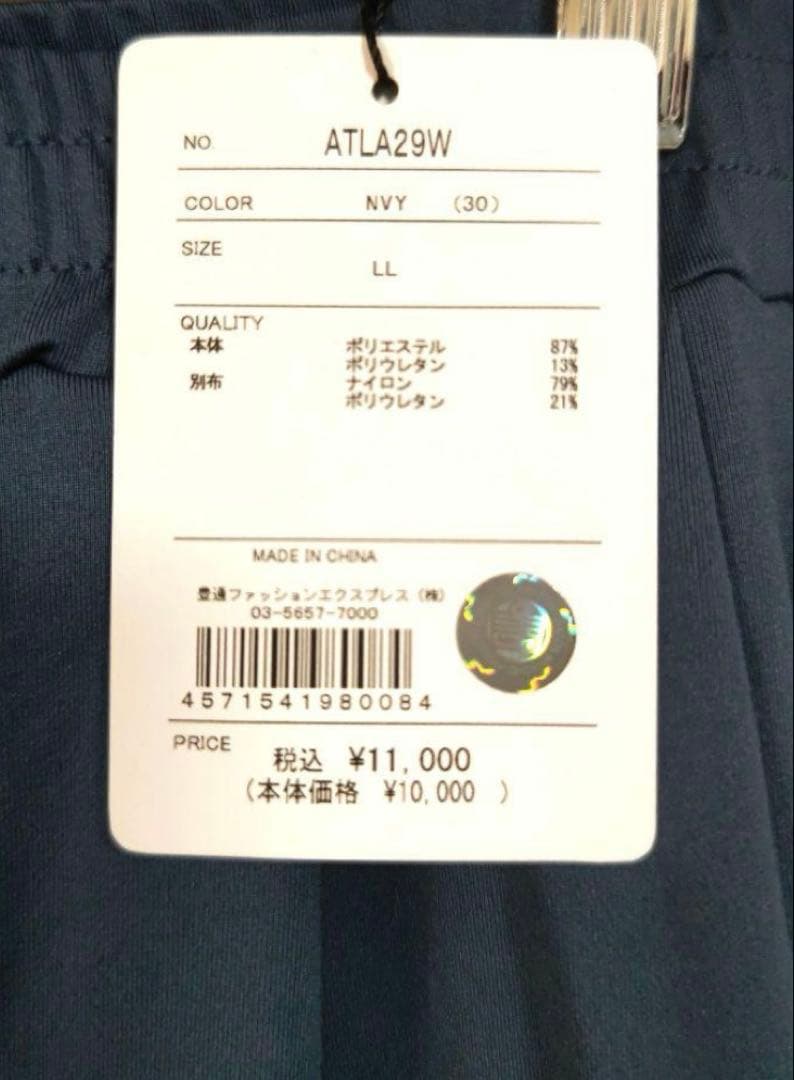 NO. ATLA29W
COLOR NVY （30）
SIZE
LL
QUALITY
本体 ポリエステル 87%
ポリウレタン 13%
別布 ナイロン 79%
ポリウレタン 21%
MADE IN CHINA
豊通ファッションエクスプレス（株）
03-5657-7000
4571541980084
PRICE 税込 ¥11,000
（本体価格 ¥10,000 ）